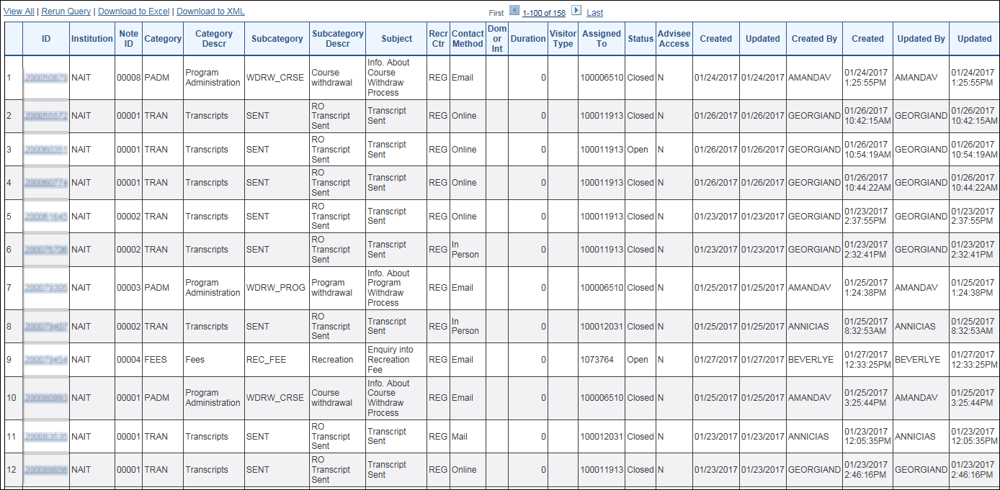 View All | Rerun Query | Download to Excel | Download to XML First 1-100 of 158 Last
ID Institution Note ID Category Category Descr Subcategory Subcategory Descr Subject Recr Ctr Contact Method Dom or Int Duration Visitor Type Assigned To Status Advisee Access Created Updated Created By Created Updated By Updated
1 NAIT 00008 PADM Program Administration WDRW_CRSE Course withdrawal Info. About Course Withdraw Process REG Email 0 100006510 Closed N 01/24/2017 01/24/2017 AMANDAV 01/24/2017 1:25:55PM AMANDAV 01/24/2017 1:25:55PM
2 NAIT 00001 TRAN Transcripts SENT RO Transcript Sent Transcript Sent REG Online 0 100011913 Closed N 01/26/2017 01/26/2017 GEORGIAND 01/26/2017 10:42:15AM GEORGIAND 01/26/2017 10:42:15AM
3 NAIT 00001 TRAN Transcripts SENT RO Transcript Sent Transcript Sent REG Online 0 100011913 Open N 01/26/2017 01/26/2017 GEORGIAND 01/26/2017 10:54:19AM GEORGIAND 01/26/2017 10:54:19AM
4 NAIT 00001 TRAN Transcripts SENT RO Transcript Sent Transcript Sent REG Online 0 100011913 Closed N 01/26/2017 01/26/2017 GEORGIAND 01/26/2017 10:44:22AM GEORGIAND 01/26/2017 10:44:22AM
5 NAIT 00002 TRAN Transcripts SENT RO Transcript Sent Transcript Sent REG Online 0 100011913 Closed N 01/23/2017 01/23/2017 GEORGIAND 01/23/2017 2:37:55PM GEORGIAND 01/23/2017 2:37:55PM
6 NAIT 00002 TRAN Transcripts SENT RO Transcript Sent Transcript Sent REG In Person 0 100011913 Closed N 01/23/2017 01/23/2017 GEORGIAND 01/23/2017 2:32:41PM GEORGIAND 01/23/2017 2:32:41PM
7 NAIT 00003 PADM Program Administration WDRW_PROG Program withdrawal Info. About Program Withdraw Process REG Email 0 100006510 Closed N 01/25/2017 01/25/2017 AMANDAV 01/25/2017 1:24:38PM AMANDAV 01/25/2017 1:24:38PM
8 NAIT 00002 TRAN Transcripts SENT RO Transcript Sent Transcript Sent REG In Person 0 100012031 Closed N 01/25/2017 01/25/2017 ANNICIAS 01/25/2017 8:32:53AM ANNICIAS 01/25/2017 8:32:53AM
9 NAIT 00004 FEES Fees REC_FEE Recreation Enquiry into Recreation Fee REG Email 0 1073764 Open N 01/27/2017 01/27/2017 BEVERLYE 01/27/2017 12:33:25PM BEVERLYE 01/27/2017 12:33:25PM
10 NAIT 00001 PADM Program Administration WDRW_CRSE Course withdrawal Info. About Course Withdraw Process REG Email 0 100006510 Closed N 01/25/2017 01/25/2017 AMANDAV 01/25/2017 3:25:44PM AMANDAV 01/25/2017 3:25:44PM
11 NAIT 00001 TRAN Transcripts SENT RO Transcript Sent Transcript Sent REG Mail 0 100012031 Closed N 01/23/2017 01/23/2017 ANNICIAS 01/23/2017 12:05:35PM ANNICIAS 01/23/2017 12:05:35PM
12 NAIT 00001 TRAN Transcripts SENT RO Transcript Sent Transcript Sent REG Online 0 100011913 Closed N 01/23/2017 01/23/2017 GEORGIAND 01/23/2017 2:46:16PM GEORGIAND 01/23/2017 2:46:16PM